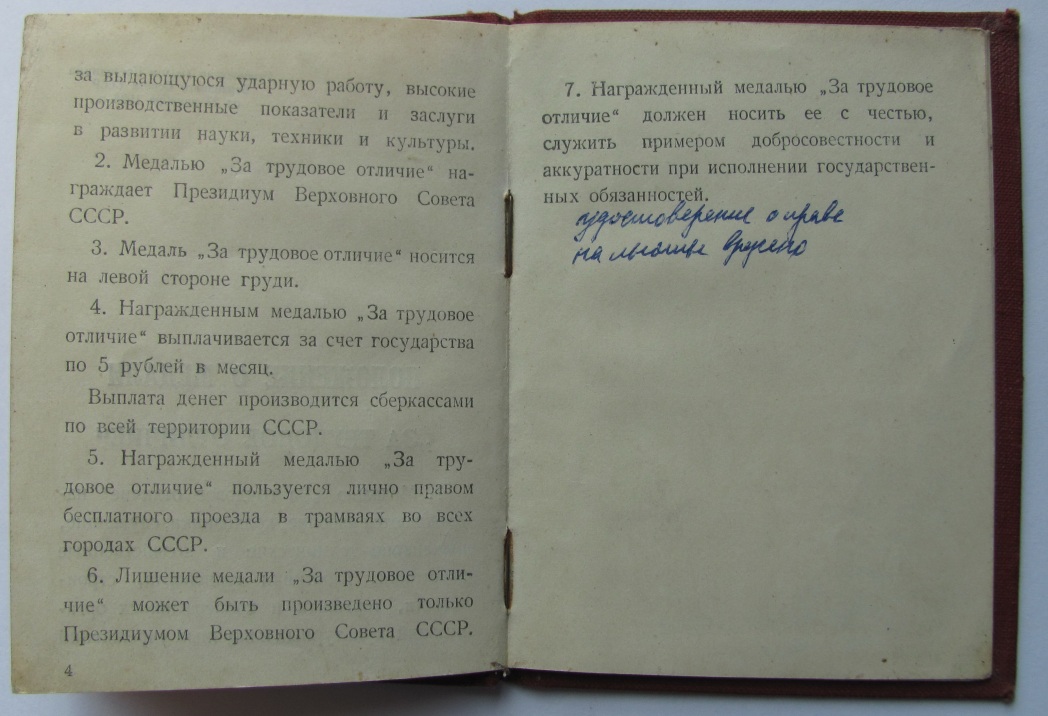 за выдающуюся ударную работу, высокие
производственные показатели и заслуги
в развитии науки, техники и культуры.
2. Медалью „За трудовое отличие“ на-
граждает Президиум Верховного Совета
СССР.
3. Медаль „За трудовое отличие“ носится
на левой стороне груди.
4. Награжденным медалью „За трудовое
отличие“ выплачивается за счет государства
по 5 рублей в месяц.
Выплата денег производится сберкассами
по всей территории СССР.
5. Награжденный медалью „За тру-
довое отличие“ пользуется лично правом
бесплатного проезда в трамваях во всех
городах СССР.
6. Лишение медали „За трудовое отли-
чие“ может быть произведено только
Президиумом Верховного Совета СССР.
4
7. Награжденный медалью „За трудовое
отличие“ должен носить ее с честью,
служить примером добросовестности и
аккуратности при исполнении государствен-
ных обязанностей.
удостоверение о праве
на льготы вручено